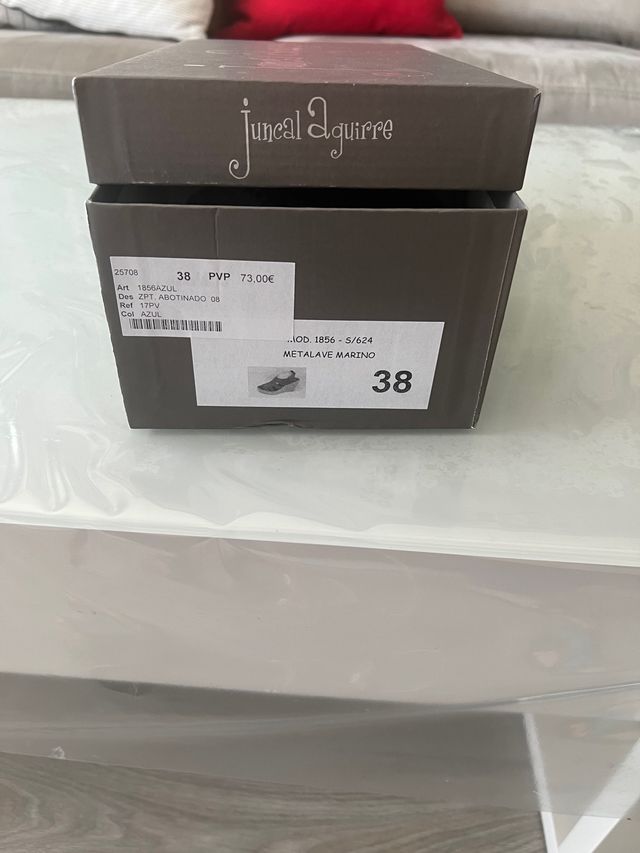 juncal aguirre
25708 38 PVP 73,00€
Art 1856AZUL
Des ZPT. ABOTINADO 08
Ref 17PV
Col AZUL
MOD. 1856 - S/624
METALAVE MARINO
38